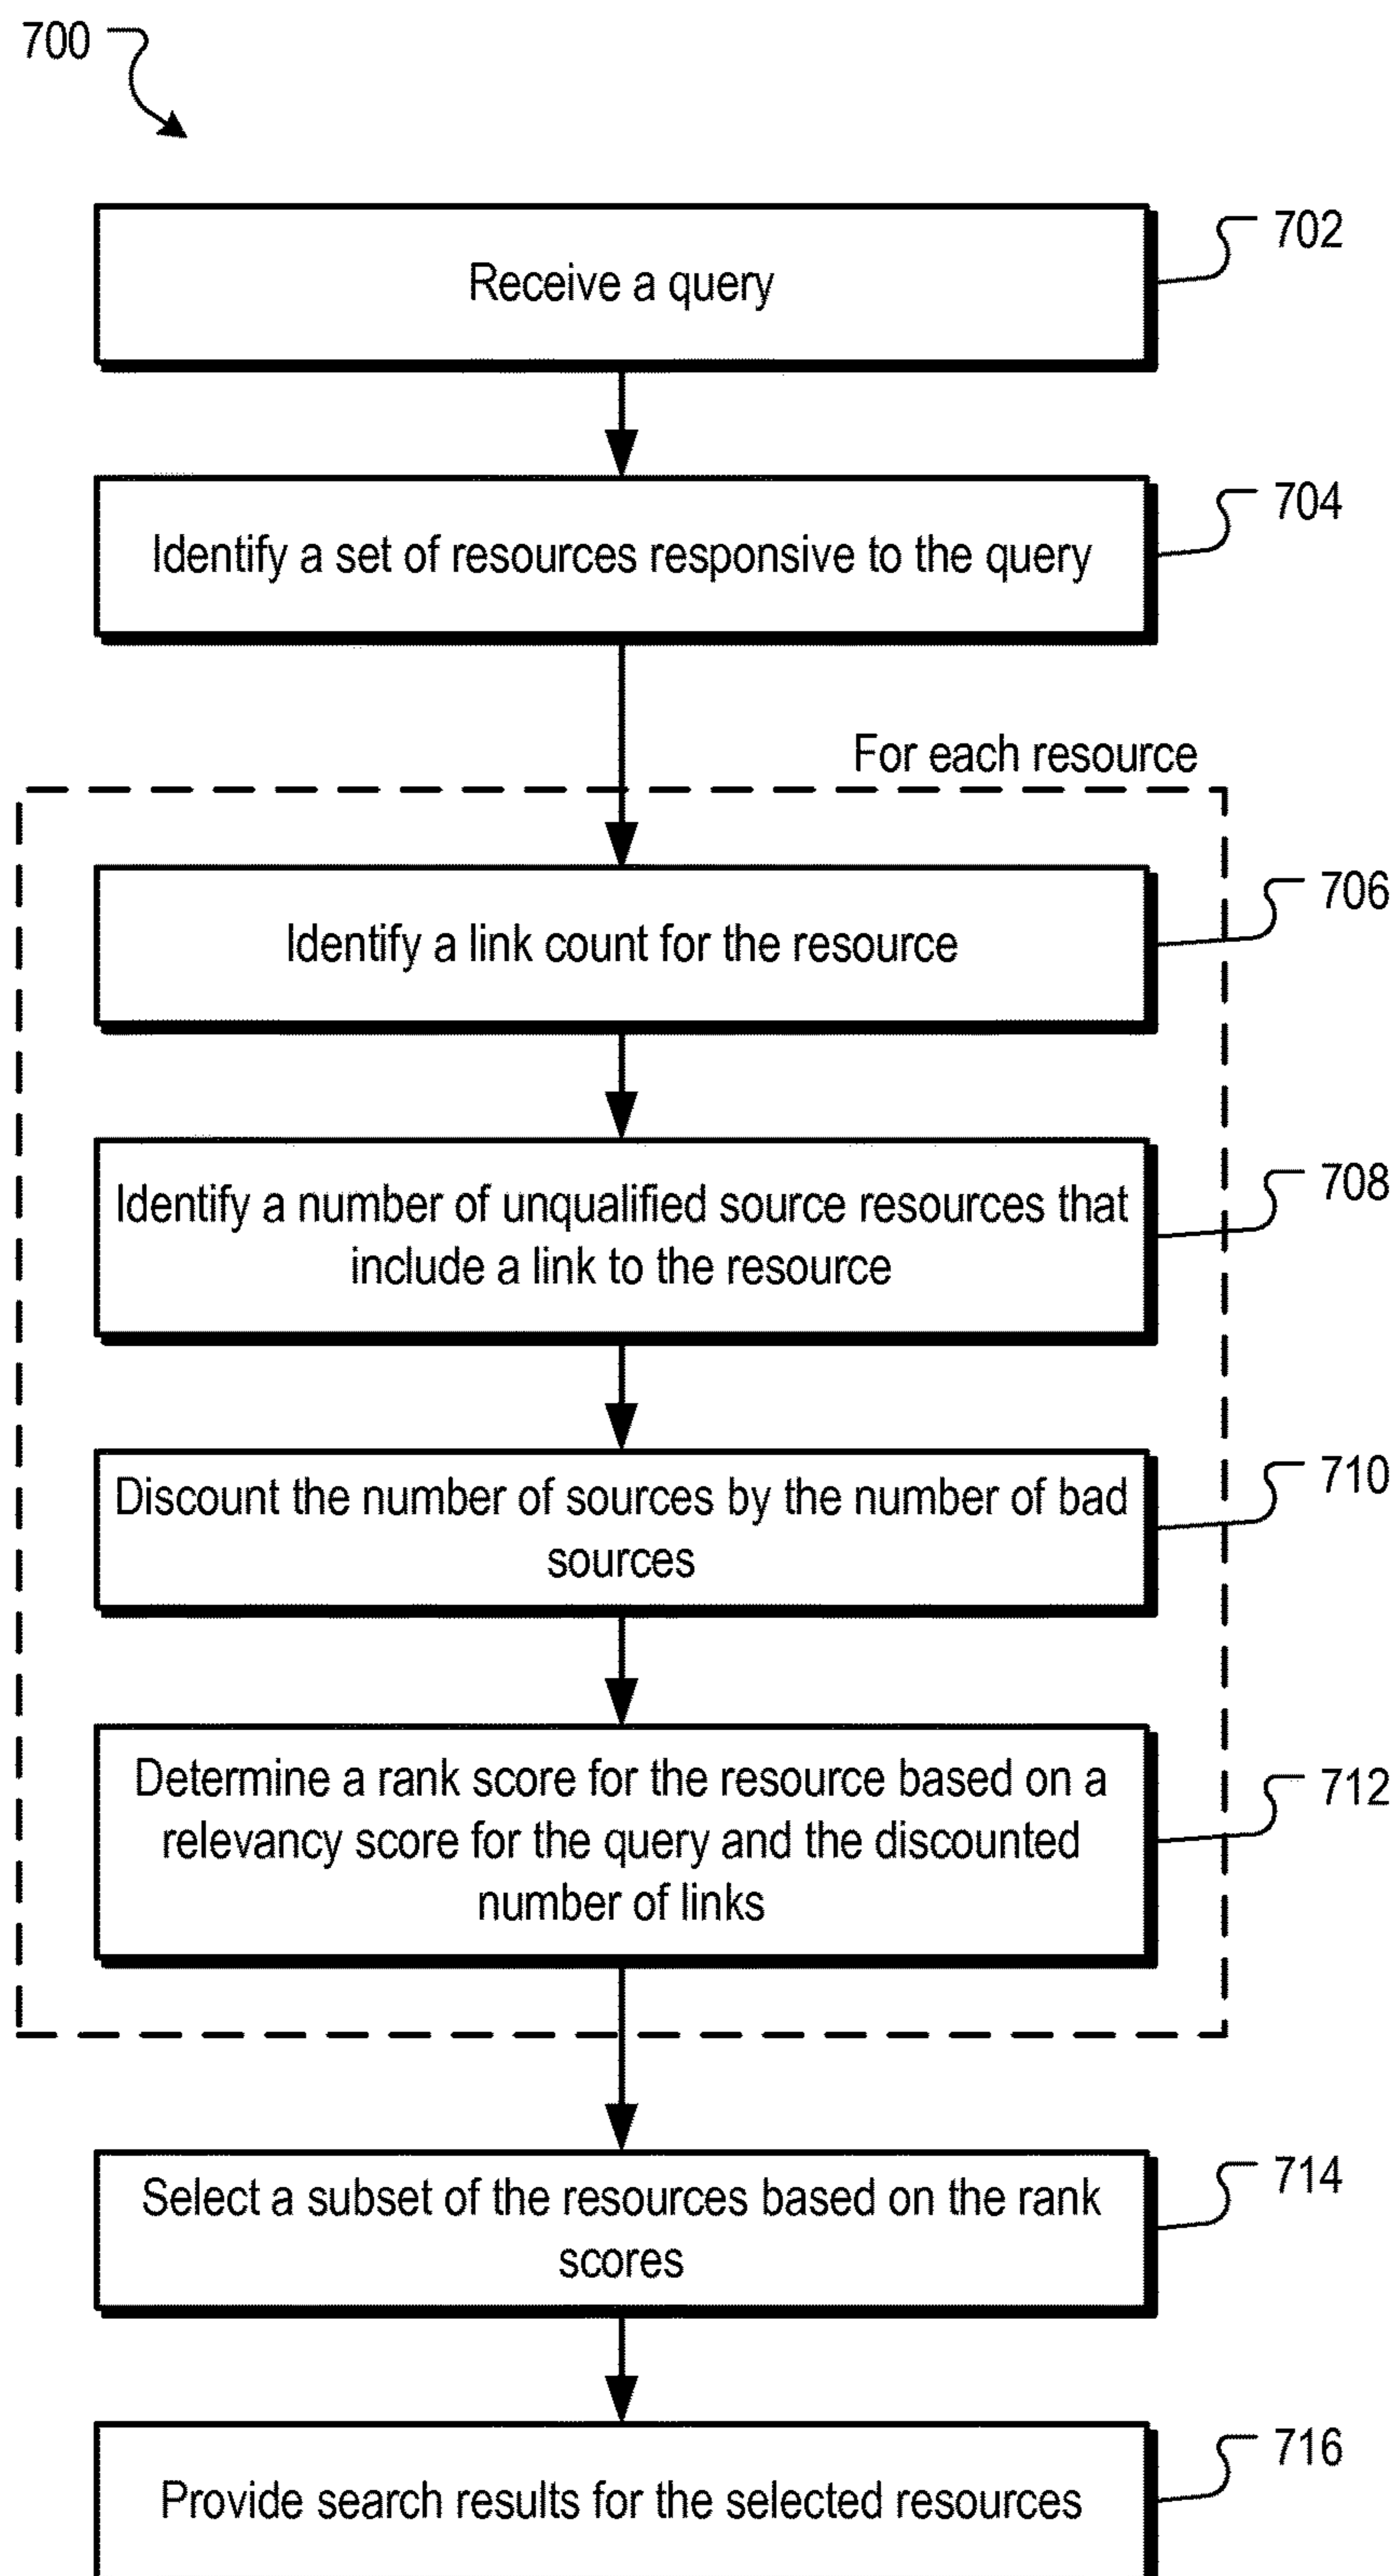 700
Receive a query
702
Identify a set of resources responsive to the query
704
For each resource
Identify a link count for the resource
706
Identify a number of unqualified source resources that
include a link to the resource
708
Discount the number of sources by the number of bad
sources
710
Determine a rank score for the resource based on a
relevancy score for the query and the discounted
number of links
712
Select a subset of the resources based on the rank
scores
714
Provide search results for the selected resources
716